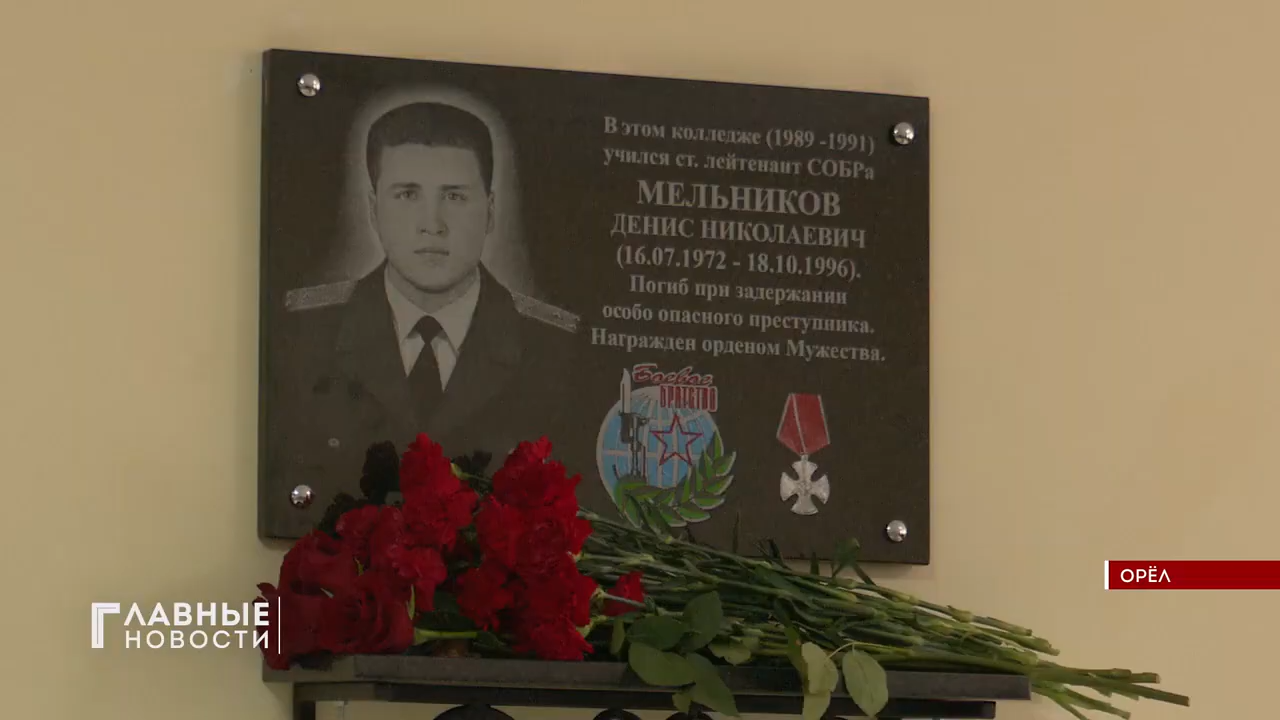 В этом колледже (1989 -1991)
учился ст. лейтенант СОБРа
МЕЛЬНИКОВ
ДЕНИС НИКОЛАЕВИЧ
(16.07.1972 - 18.10.1996).
Погиб при задержании
особо опасного преступника.
Награжден орденом Мужества.
Боевое
БРАТСТВО
ОРЁЛ
ГЛАВНЫЕ
НОВОСТИ